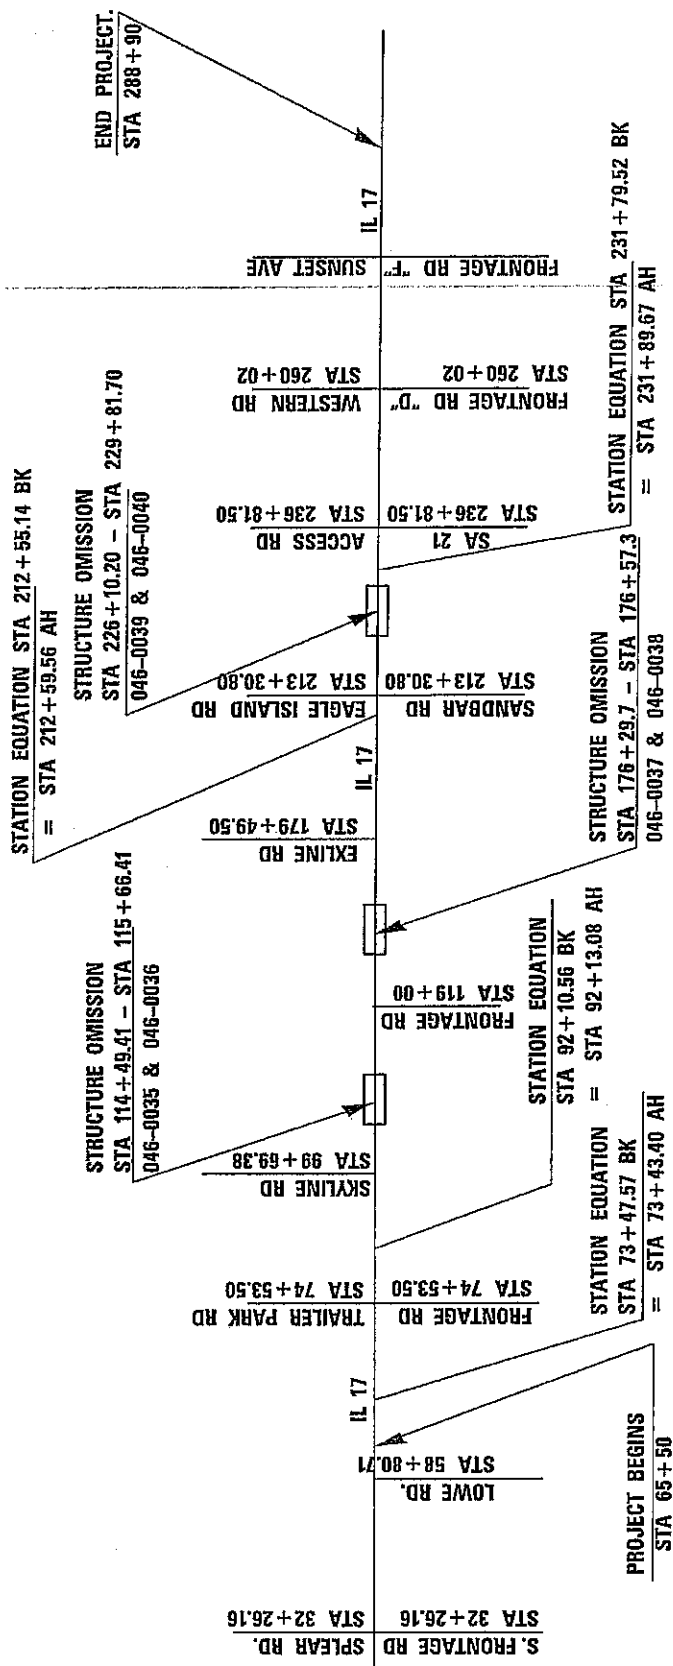 S. FRONTAGE RD
STA 32+26.16
SPLEAR RD.
STA 32+26.16
PROJECT BEGINS
STA 65+50
LOWE RD.
STA 58+80.71
IL 17
STATION EQUATION
STA 73+47.57 BK
= STA 73+43.40 AH
FRONTAGE RD
STA 74+53.50
TRAILER PARK RD
STA 74+53.50
STATION EQUATION
STA 92+10.56 BK
= STA 92+13.08 AH
SKYLINE RD
STA 99+69.38
STRUCTURE OMISSION
STA 114+49.41 - STA 115+66.41
046-0035 & 046-0036
FRONTAGE RD
STA 119+00
STRUCTURE OMISSION
STA 176+29.7 - STA 176+57.3
046-0037 & 046-0038
EXLINE RD
STA 179+49.50
IL 17
STATION EQUATION STA 212+55.14 BK
= STA 212+59.56 AH
SANDBAR RD
STA 213+30.80
EAGLE ISLAND RD
STA 213+30.80
STRUCTURE OMISSION
STA 226+10.20 - STA 229+81.70
046-0039 & 046-0040
STATION EQUATION STA 231+79.52 BK
= STA 231+89.67 AH
SA 21
STA 236+81.50
ACCESS RD
STA 236+81.50
FRONTAGE RD "D"
STA 260+02
WESTERN RD
STA 260+02
FRONTAGE RD "F"
SUNSET AVE
IL 17
END PROJECT.
STA 288+90